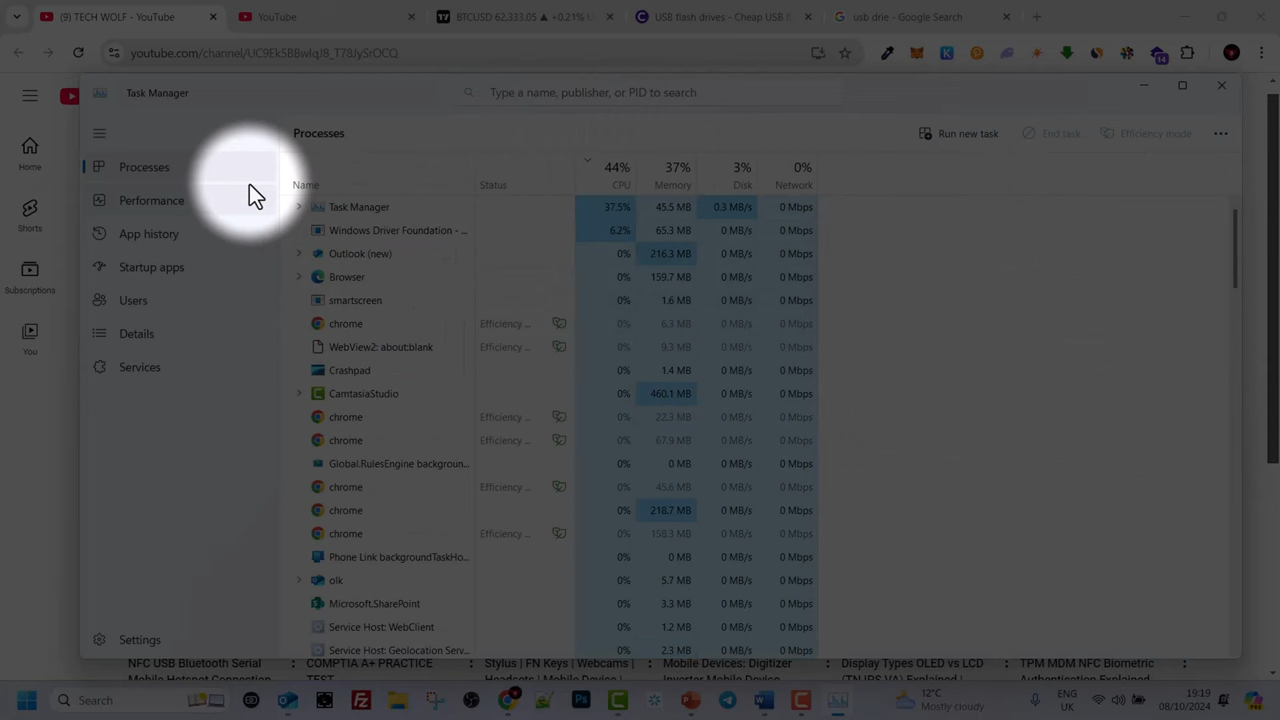 (9) TECH WOLF - YouTube
YouTube
BTCUSD 62,333.05 ▲ +0.21%
USB flash drives - Cheap USB
usb drie - Google Search
youtube.com/channel/UC9Ek5BBwIqJ8_T78JySrOCQ
14
Home
Shorts
Subscriptions
You
Task Manager
Type a name, publisher, or PID to search
Processes
Performance
App history
Startup apps
Users
Details
Services
Settings
Processes
Run new task
End task
Efficiency mode
44% 37% 3% 0%
Name Status CPU Memory Disk Network
Task Manager 37.5% 45.5 MB 0.3 MB/s 0 Mbps
Windows Driver Foundation - ... 6.2% 65.3 MB 0 MB/s 0 Mbps
Outlook (new) 0% 216.3 MB 0 MB/s 0 Mbps
Browser 0% 159.7 MB 0 MB/s 0 Mbps
smartscreen 0% 1.6 MB 0 MB/s 0 Mbps
chrome Efficiency ... 0% 6.3 MB 0 MB/s 0 Mbps
WebView2: about:blank Efficiency ... 0% 9.3 MB 0 MB/s 0 Mbps
Crashpad 0% 1.4 MB 0 MB/s 0 Mbps
CamtasiaStudio 0% 460.1 MB 0 MB/s 0 Mbps
chrome Efficiency ... 0% 22.3 MB 0 MB/s 0 Mbps
chrome Efficiency ... 0% 67.9 MB 0 MB/s 0 Mbps
Global.RulesEngine backgroun... 0% 0 MB 0 MB/s 0 Mbps
chrome Efficiency ... 0% 45.6 MB 0 MB/s 0 Mbps
chrome 0% 218.7 MB 0 MB/s 0 Mbps
chrome Efficiency ... 0% 158.3 MB 0 MB/s 0 Mbps
Phone Link backgroundTaskHo... 0% 0 MB 0 MB/s 0 Mbps
olk 0% 5.7 MB 0 MB/s 0 Mbps
Microsoft.SharePoint 0% 3.3 MB 0 MB/s 0 Mbps
Service Host: WebClient 0% 1.2 MB 0 MB/s 0 Mbps
Service Host: Geolocation Serv... 0% 2.3 MB 0 MB/s 0 Mbps
NFC USB Bluetooth Serial
Mobile Hotspot Connection
COMPTIA A+ PRACTICE
TEST
Stylus | FN Keys | Webcams |
Headsets | Mobile Device
Mobile Devices: Digitizer
Display Types OLED vs LCD
TPM MDM NFC Biometric
Search
12°C
Mostly cloudy
ENG
UK
19:19
08/10/2024